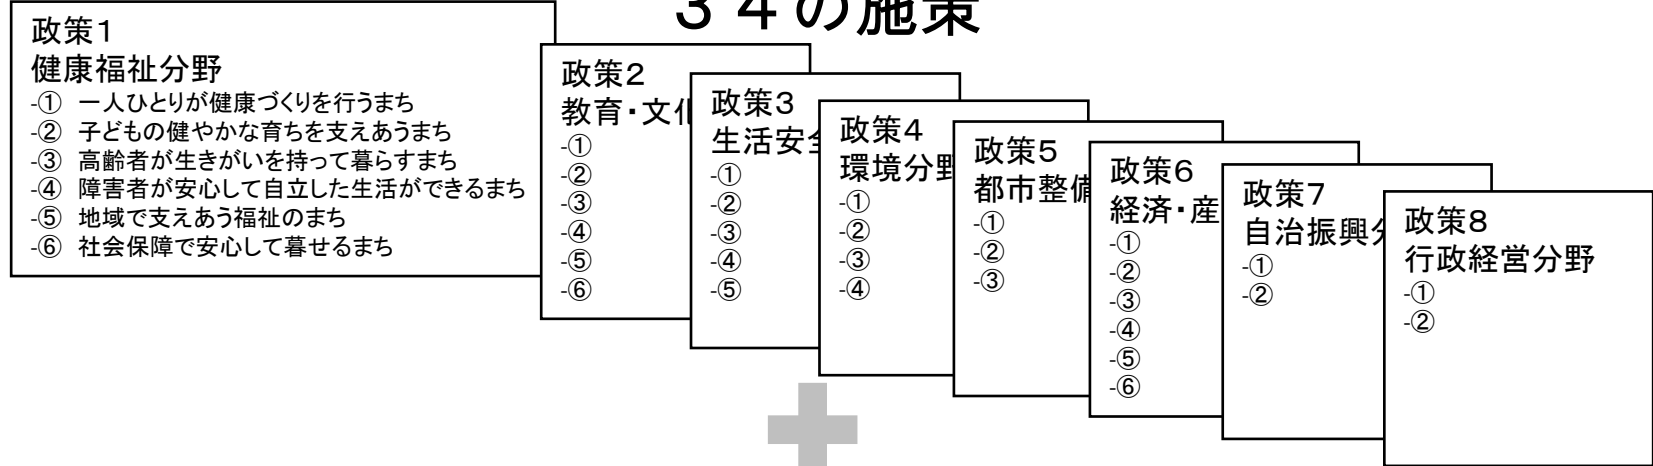 ３４の施策
政策1
健康福祉分野
-① 一人ひとりが健康づくりを行うまち
-② 子どもの健やかな育ちを支えあうまち
-③ 高齢者が生きがいを持って暮らすまち
-④ 障害者が安心して自立した生活ができるまち
-⑤ 地域で支えあう福祉のまち
-⑥ 社会保障で安心して暮せるまち
政策2
教育・文化
-①
-②
-③
-④
-⑤
-⑥
政策3
生活安全
-①
-②
-③
-④
-⑤
政策4
環境分野
-①
-②
-③
-④
政策5
都市整備
-①
-②
-③
政策6
経済・産
-①
-②
-③
-④
-⑤
-⑥
政策7
自治振興分
-①
-②
政策8
行政経営分野
-①
-②